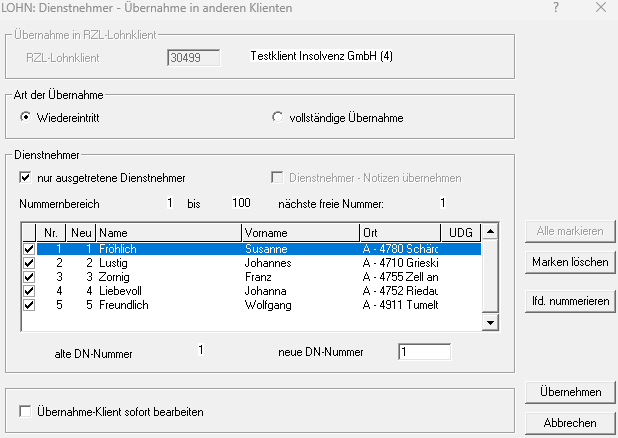 LOHN: Dienstnehmer - Übernahme in anderen Klienten
Übernahme in RZL-Lohnklient
RZL-Lohnklient 30499 Testklient Insolvenz GmbH (4)
Art der Übernahme
Wiedereintritt vollständige Übernahme
Dienstnehmer
nur ausgetretene Dienstnehmer Dienstnehmer - Notizen übernehmen
Nummernbereich 1 bis 100 nächste freie Nummer: 1
Nr. Neu Name Vorname Ort UDG
1 1 Fröhlich Susanne A - 4780 Schärd
2 2 Lustig Johannes A - 4710 Grieski
3 3 Zornig Franz A - 4755 Zell an
4 4 Liebevoll Johanna A - 4752 Riedau
5 5 Freundlich Wolfgang A - 4911 Tumelt
Alle markieren
Marken löschen
lfd. nummerieren
alte DN-Nummer 1 neue DN-Nummer 1
Übernahme-Klient sofort bearbeiten
Übernehmen
Abbrechen